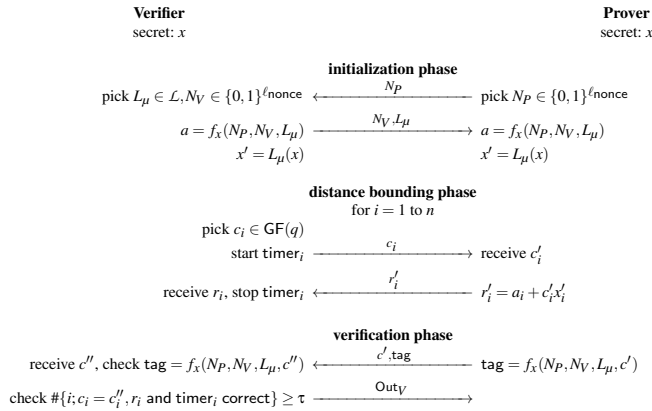 Verifier Prover
secret: x secret: x
initialization phase
pick L_μ ∈ ℒ, N_V ∈ {0,1}^{ℓ_nonce} ←N_P— pick N_P ∈ {0,1}^{ℓ_nonce}
a = f_x(N_P, N_V, L_μ) —N_V, L_μ→ a = f_x(N_P, N_V, L_μ)
x′ = L_μ(x) x′ = L_μ(x)
distance bounding phase
for i = 1 to n
pick c_i ∈ GF(q)
start timer_i —c_i→ receive c′_i
receive r_i, stop timer_i ←r′_i— r′_i = a_i + c′_i x′_i
verification phase
receive c″, check tag = f_x(N_P, N_V, L_μ, c″) ←c′, tag— tag = f_x(N_P, N_V, L_μ, c′)
check #{i; c_i = c″_i, r_i and timer_i correct} ≥ τ —Out_V→